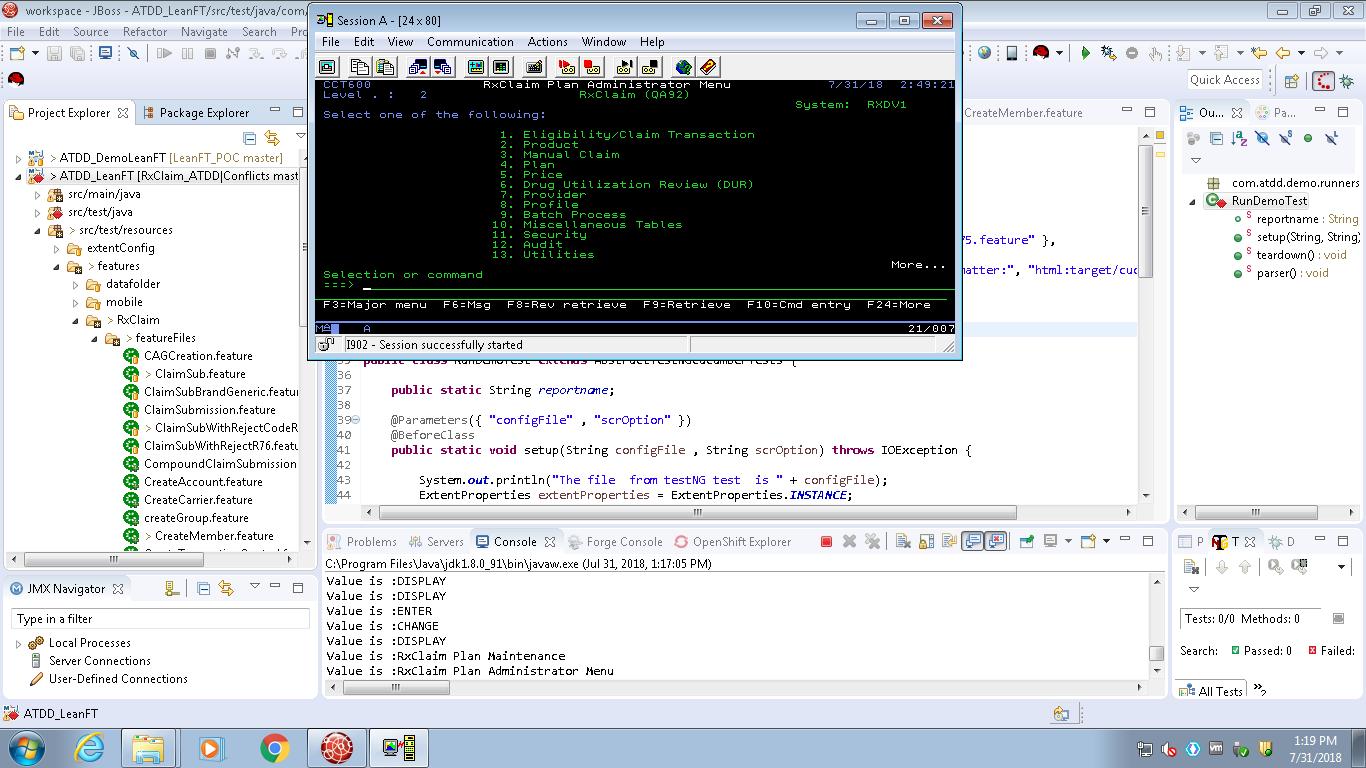 workspace - JBoss - ATDD_LeanFT/src/test/java/com/
File Edit Source Refactor Navigate Search
Quick Access
Session A - [24 x 80]
File Edit View Communication Actions Window Help
CCT600 RxClaim Plan Administrator Menu 7/31/18 2:49:21
Level . : 2 RxClaim (QA92)
System: RXDV1
Select one of the following:
1. Eligibility/Claim Transaction
2. Product
3. Manual Claim
4. Plan
5. Price
6. Drug Utilization Review (DUR)
7. Provider
8. Profile
9. Batch Process
10. Miscellaneous Tables
11. Security
12. Audit
13. Utilities
More...
Selection or command
===>
F3=Major menu F6=Msg F8=Rev retrieve F9=Retrieve F10=Cmd entry F24=More
MA A 21/007
I902 - Session successfully started
Project Explorer Package Explorer
> ATDD_DemoLeanFT [LeanFT_POC master]
> ATDD_LeanFT [RxClaim_ATDD|Conflicts mast
src/main/java
src/test/java
> src/test/resources
extentConfig
> features
datafolder
mobile
> RxClaim
> featureFiles
CAGCreation.feature
> ClaimSub.feature
ClaimSubBrandGeneric.featu
ClaimSubmission.feature
> ClaimSubWithRejectCodeR
ClaimSubWithRejectR76.featu
CompoundClaimSubmission
CreateAccount.feature
CreateCarrier.feature
createGroup.feature
> CreateMember.feature
CreateMember.feature
75.feature" },
matter:", "html:target/cuc
36
37 public static String reportname;
38
39 @Parameters({ "configFile" , "scrOption" })
40 @BeforeClass
41 public static void setup(String configFile , String scrOption) throws IOException {
42
43 System.out.println("The file from testNG test is " + configFile);
44 ExtentProperties extentProperties = ExtentProperties.INSTANCE;
Ou... Pa...
com.atdd.demo.runners
RunDemoTest
reportname : String
setup(String, String)
teardown() : void
parser() : void
JMX Navigator
Type in a filter
Local Processes
Server Connections
User-Defined Connections
Problems Servers Console Forge Console OpenShift Explorer
C:\Program Files\Java\jdk1.8.0_91\bin\javaw.exe (Jul 31, 2018, 1:17:05 PM)
Value is :DISPLAY
Value is :DISPLAY
Value is :ENTER
Value is :CHANGE
Value is :DISPLAY
Value is :RxClaim Plan Maintenance
Value is :RxClaim Plan Administrator Menu
P T D
Tests: 0/0 Methods: 0
Search: Passed: 0 Failed:
All Tests
ATDD_LeanFT
1:19 PM
7/31/2018